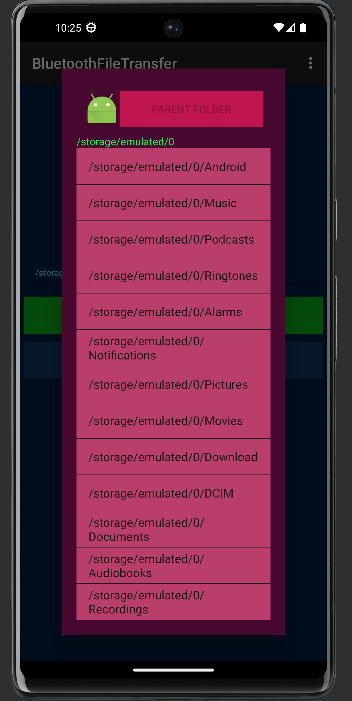 10:25
BluetoothFileTransfer
PARENT FOLDER
/storage/emulated/0
/storage/emulated/0/Android
/storage/emulated/0/Music
/storage/emulated/0/Podcasts
/storage/emulated/0/Ringtones
/storage/emulated/0/Alarms
/storage/emulated/0/
Notifications
/storage/emulated/0/Pictures
/storage/emulated/0/Movies
/storage/emulated/0/Download
/storage/emulated/0/DCIM
/storage/emulated/0/
Documents
/storage/emulated/0/
Audiobooks
/storage/emulated/0/
Recordings
/storag